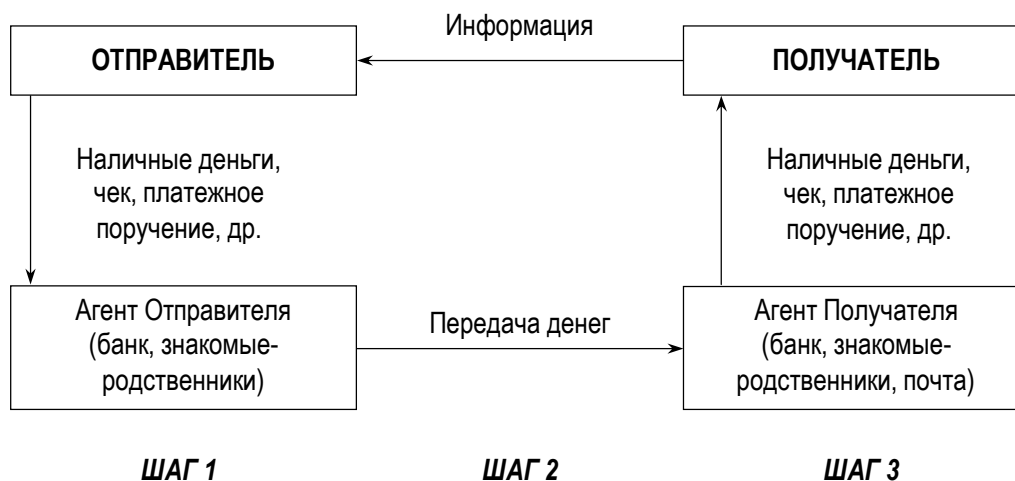 Информация
ОТПРАВИТЕЛЬ
ПОЛУЧАТЕЛЬ
Наличные деньги,
чек, платежное
поручение, др.
Наличные деньги,
чек, платежное
поручение, др.
Агент Отправителя
(банк, знакомые-
родственники)
Передача денег
Агент Получателя
(банк, знакомые-
родственники, почта)
ШАГ 1
ШАГ 2
ШАГ 3